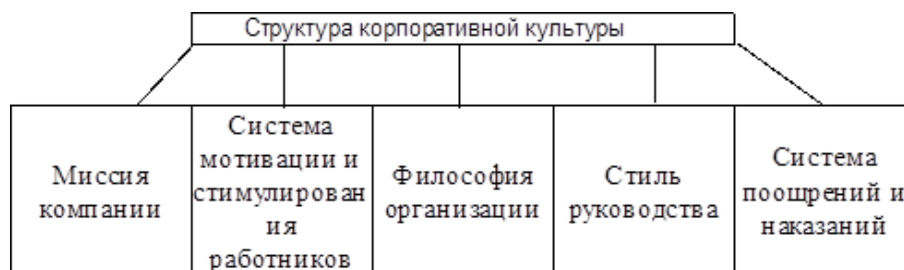 Структура корпоративной культуры
Миссия
компании
Система
мотивации и
стимулирован
ия
работников
Философия
организации
Стиль
руководства
Система
поощрений и
наказаний